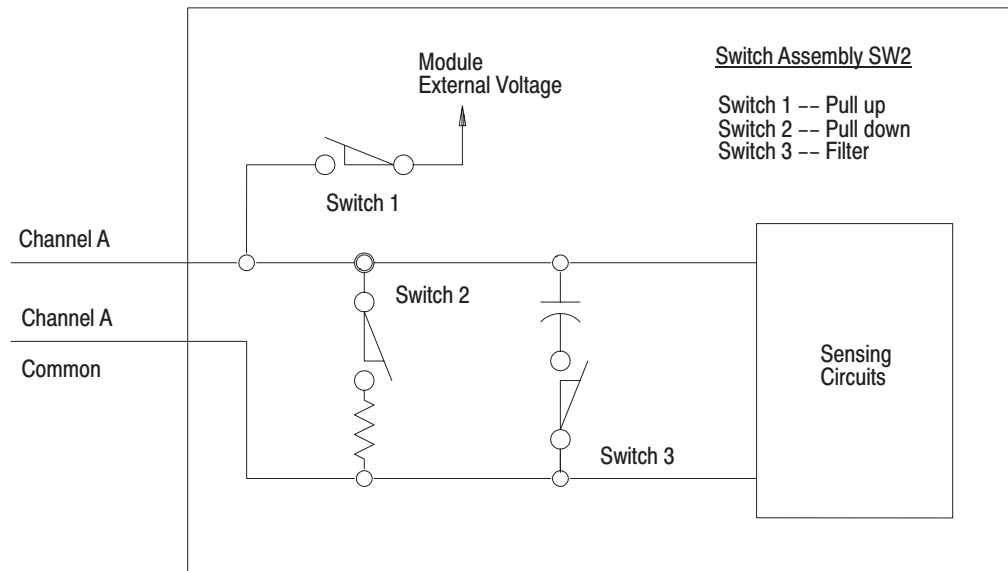 Module
External Voltage
Switch Assembly SW2
Switch 1 -- Pull up
Switch 2 -- Pull down
Switch 3 -- Filter
Switch 1
Channel A
Switch 2
Channel A
Common
Sensing
Circuits
Switch 3